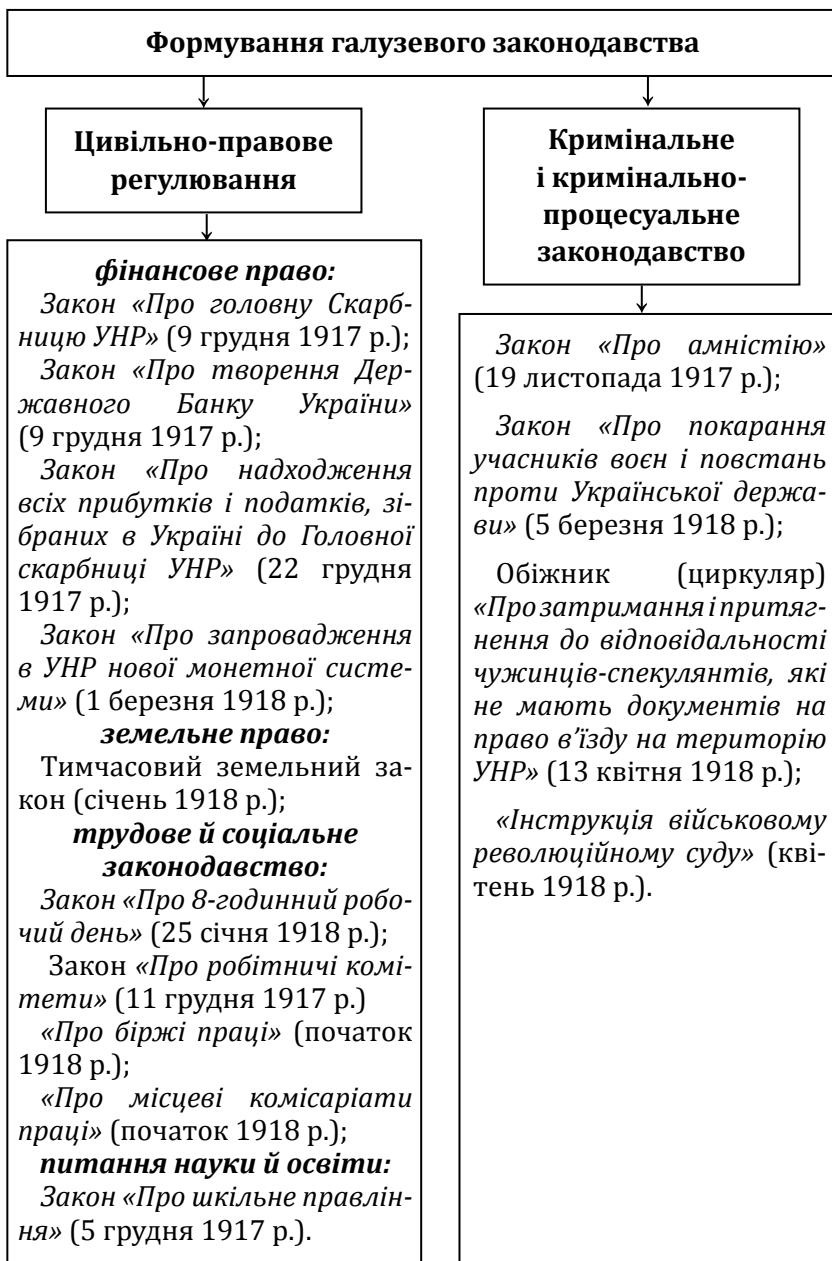 Формування галузевого законодавства
Цивільно-правове
регулювання
фінансове право:
Закон «Про головну Скарб-
ницю УНР» (9 грудня 1917 р.);
Закон «Про творення Дер-
жавного Банку України»
(9 грудня 1917 р.);
Закон «Про надходження
всіх прибутків і податків, зі-
браних в Україні до Головної
скарбниці УНР» (22 грудня
1917 р.);
Закон «Про запровадження
в УНР нової монетної систе-
ми» (1 березня 1918 р.);
земельне право:
Тимчасовий земельний за-
кон (січень 1918 р.);
трудове й соціальне
законодавство:
Закон «Про 8-годинний робо-
чий день» (25 січня 1918 р.);
Закон «Про робітничі комі-
тети» (11 грудня 1917 р.)
«Про біржі праці» (початок
1918 р.);
«Про місцеві комісаріати
праці» (початок 1918 р.);
питання науки й освіти:
Закон «Про шкільне правлін-
ня» (5 грудня 1917 р.).
Кримінальне
і кримінально-
процесуальне
законодавство
Закон «Про амністію»
(19 листопада 1917 р.);
Закон «Про покарання
учасників воєн і повстань
проти Української держа-
ви» (5 березня 1918 р.);
Обіжник (циркуляр)
«Про затримання і притяг-
нення до відповідальності
чужинців-спекулянтів, які
не мають документів на
право в’їзду на територію
УНР» (13 квітня 1918 р.);
«Інструкція військовому
революційному суду» (кві-
тень 1918 р.).